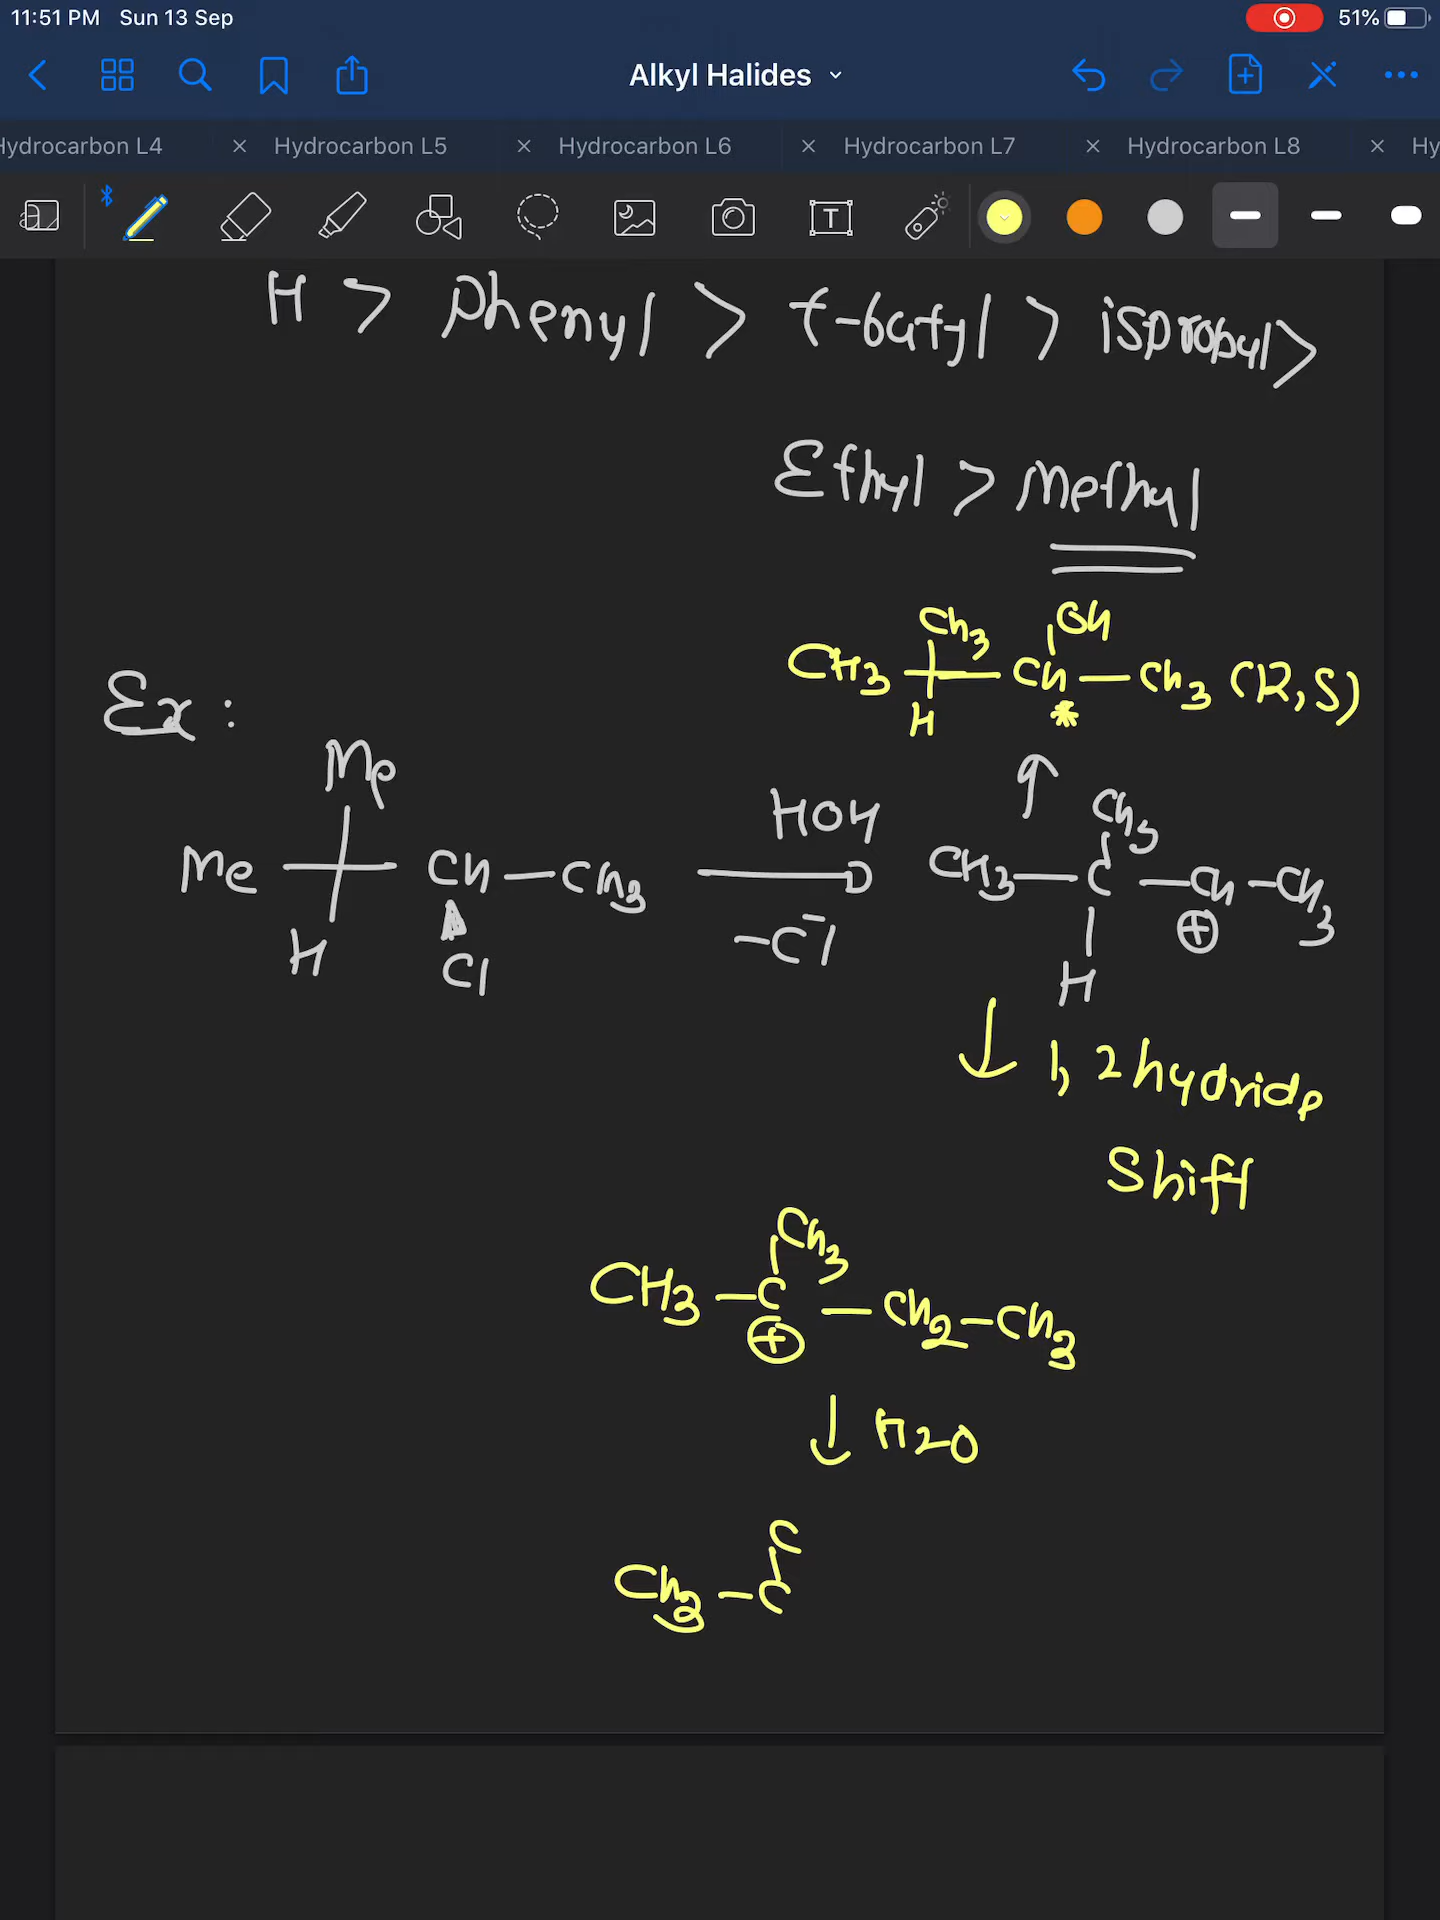 11:51 PM Sun 13 Sep 51%
Alkyl Halides
Hydrocarbon L4 × Hydrocarbon L5 × Hydrocarbon L6 × Hydrocarbon L7 × Hydrocarbon L8 × Hy
H > Phenyl > t-butyl > isopropyl >
Ethyl > Methyl
CH3 OH
CH3 CH — CH3 (R,S)
H *
Ex :
Me
HOH CH3
Me CH — CH3 CH3 — C — CH — CH3
H Cl -Cl⁻ H ⊕
1, 2 hydride
Shift
CH3
CH3 — C — CH2 — CH3
⊕
H2O
C
CH3 — C